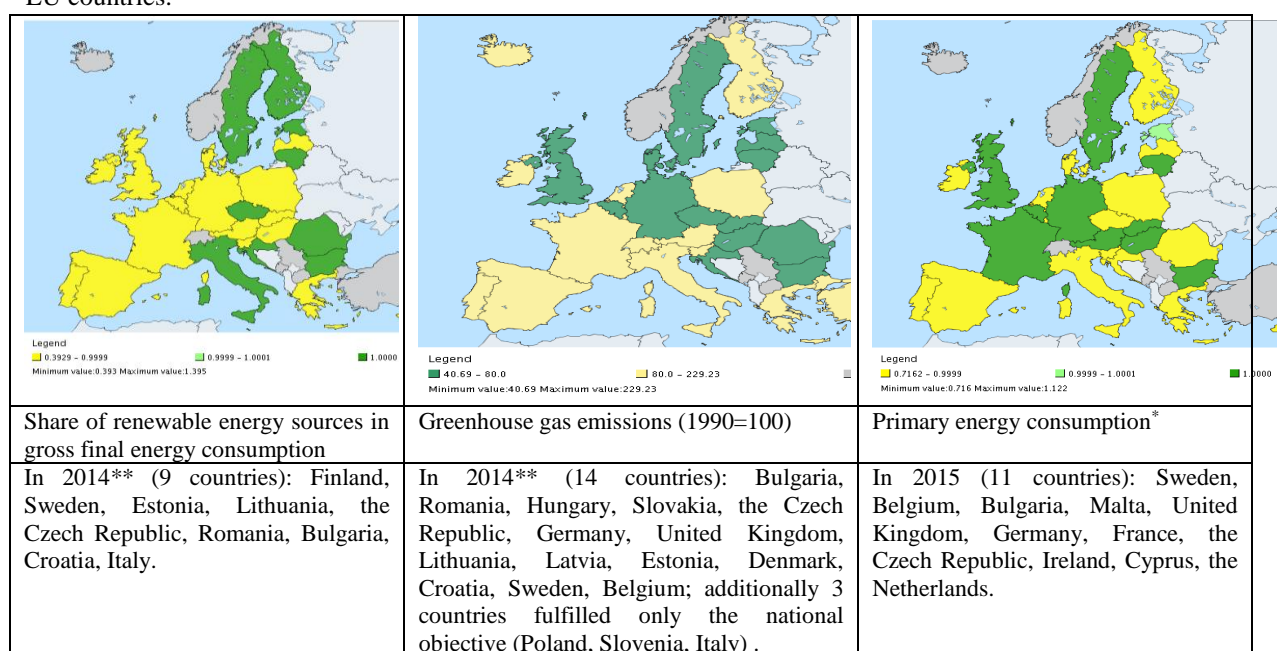 EU countries.
Legend
0.3929 - 0.9999 0.9999 - 1.0001 1.0000
Minimum value:0.393 Maximum value:1.395
Legend
40.69 - 80.0 80.0 - 229.23
Minimum value:40.69 Maximum value:229.23
Legend
0.7162 - 0.9999 0.9999 - 1.0001 1.0000
Minimum value:0.716 Maximum value:1.122
Share of renewable energy sources in
gross final energy consumption
Greenhouse gas emissions (1990=100)
Primary energy consumption*
In 2014** (9 countries): Finland,
Sweden, Estonia, Lithuania, the
Czech Republic, Romania, Bulgaria,
Croatia, Italy.
In 2014** (14 countries): Bulgaria,
Romania, Hungary, Slovakia, the Czech
Republic, Germany, United Kingdom,
Lithuania, Latvia, Estonia, Denmark,
Croatia, Sweden, Belgium; additionally 3
countries fulfilled only the national
objective (Poland, Slovenia, Italy) .
In 2015 (11 countries): Sweden,
Belgium, Bulgaria, Malta, United
Kingdom, Germany, France, the
Czech Republic, Ireland, Cyprus, the
Netherlands.